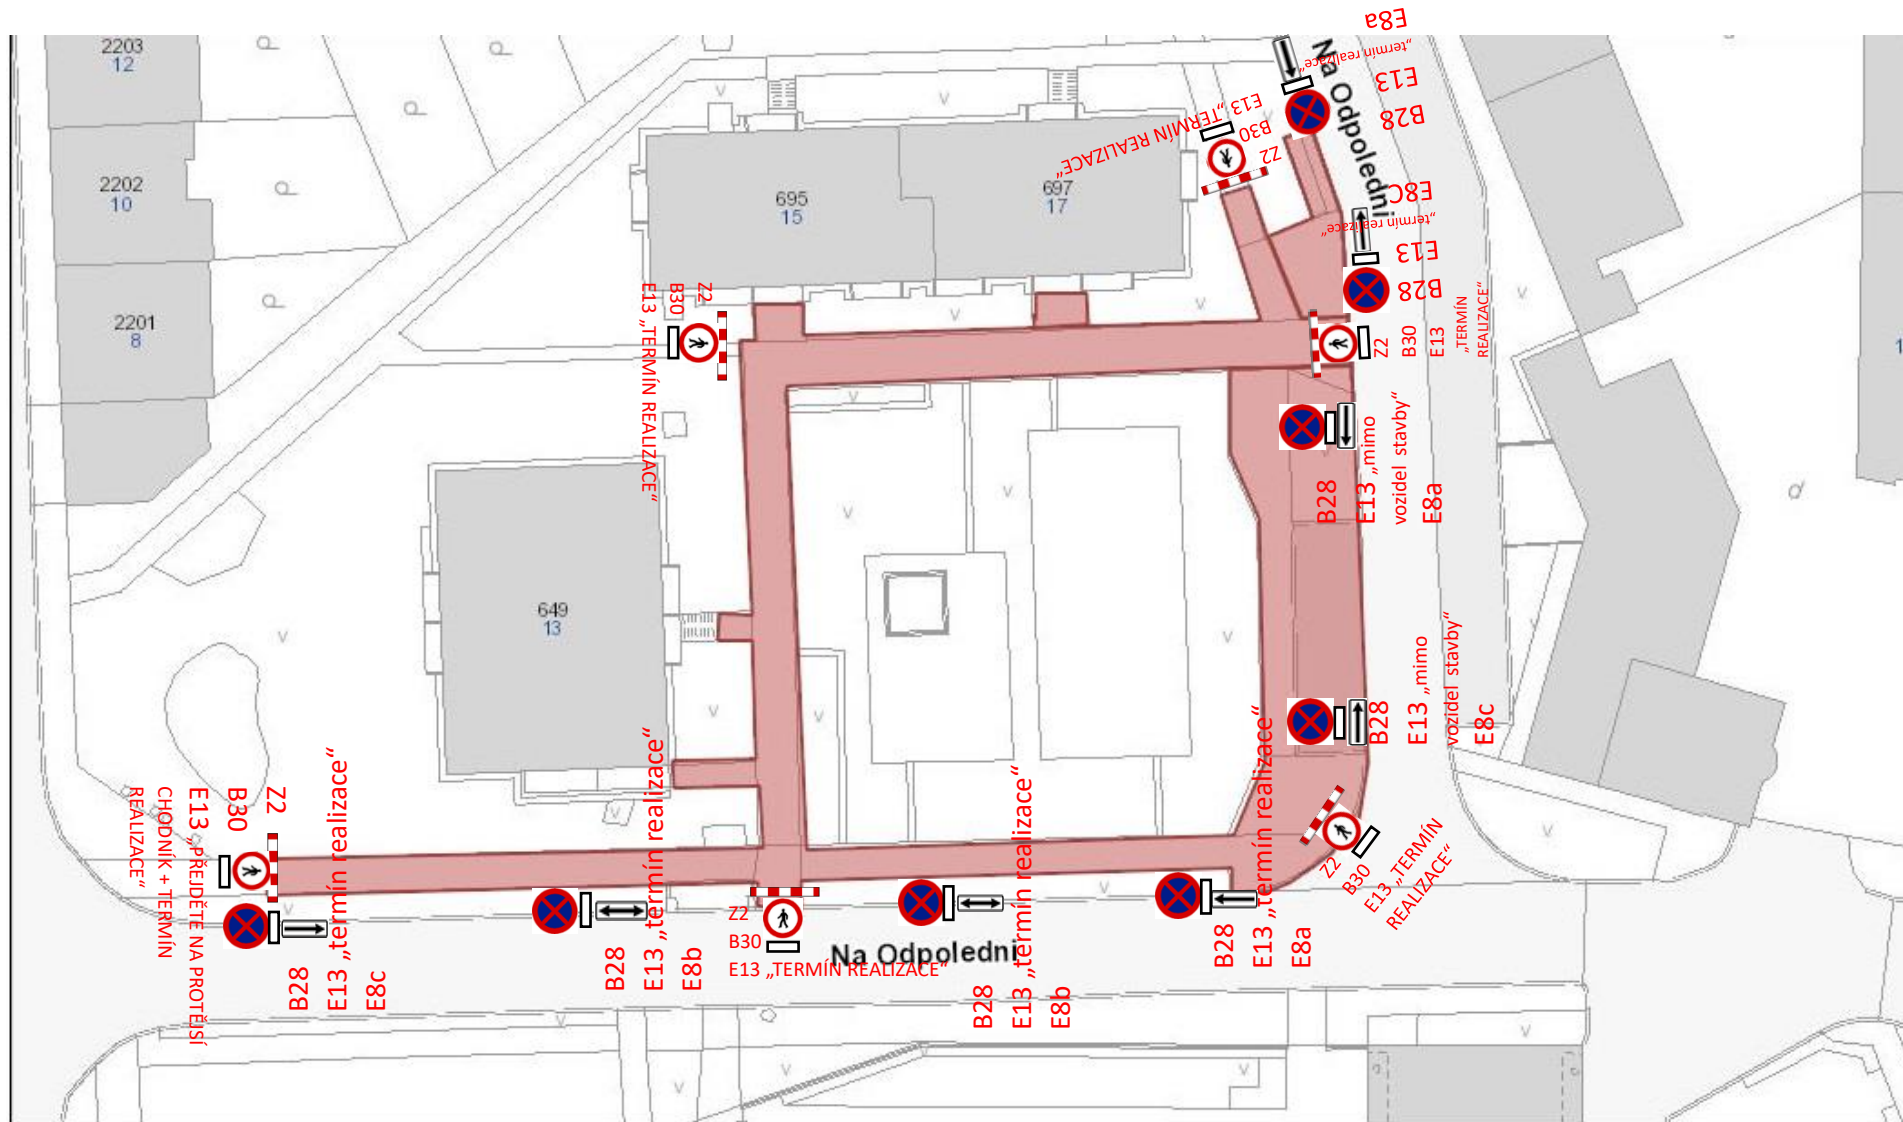 2203
12
2202
10
2201
8
695
15
697
17
649
13
Na Odpoledni
Na Odpoledni
E8a
„termín realizace“
E13
B28
E13 „TERMÍN REALIZACE“
B30
Z2
E8C
„termín realizace“
E13
B28
Z2
B30
E13 „TERMÍN REALIZACE“
Z2
B30
E13
„TERMÍN
REALIZACE“
B28
E13 „mimo
vozidel stavby“
E8a
B28
E13 „mimo
vozidel stavby“
E8c
Z2
B30
E13 „TERMÍN
REALIZACE“
Z2
B30
E13 „PŘEJDĚTE NA PROTĚJŠÍ
CHODNÍK + TERMÍN
REALIZACE“
B28
E13 „termín realizace“
E8c
B28
E13 „termín realizace“
E8b
Z2
B30
E13 „TERMÍN REALIZACE“
B28
E13 „termín realizace“
E8b
B28
E13 „termín realizace“
E8a